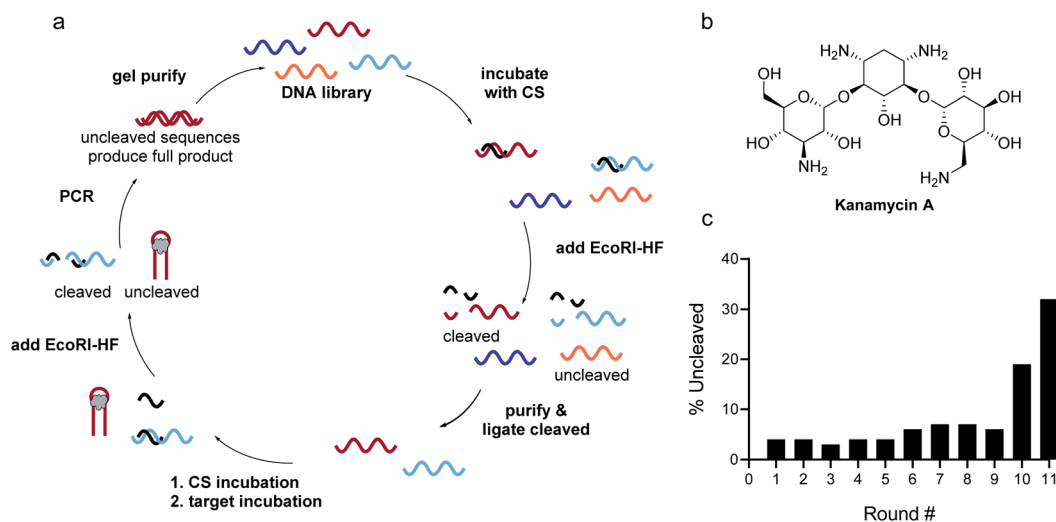 a
gel purify
DNA library
incubate
with CS
uncleaved sequences
produce full product
add EcoRI-HF
PCR
cleaved
uncleaved
cleaved
uncleaved
add EcoRI-HF
purify &
ligate cleaved
1. CS incubation
2. target incubation
b
H₂N
NH₂
OH
OH
O
O
OH
O
OH
O
HO
OH
HO
OH
NH₂
H₂N
Kanamycin A
c
% Uncleaved
40
30
20
10
0
0 1 2 3 4 5 6 7 8 9 10 11
Round #